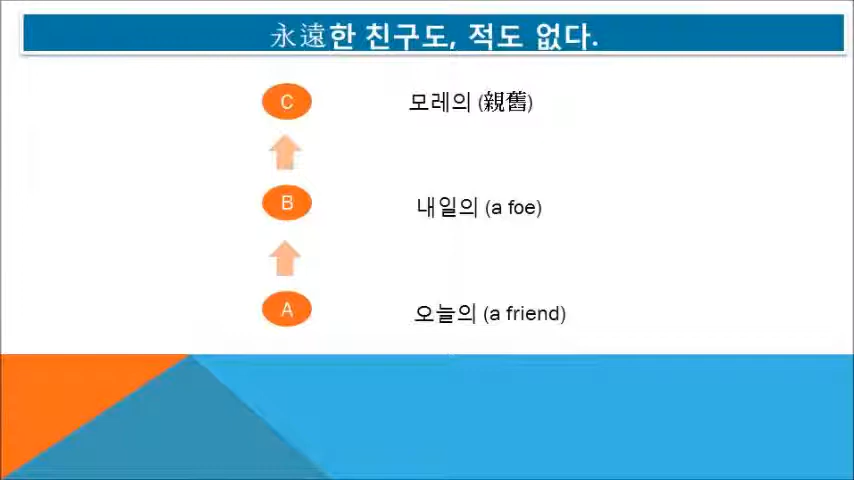 永遠한 친구도, 적도 없다.
C 모레의 (親舊)
B 내일의 (a foe)
A 오늘의 (a friend)